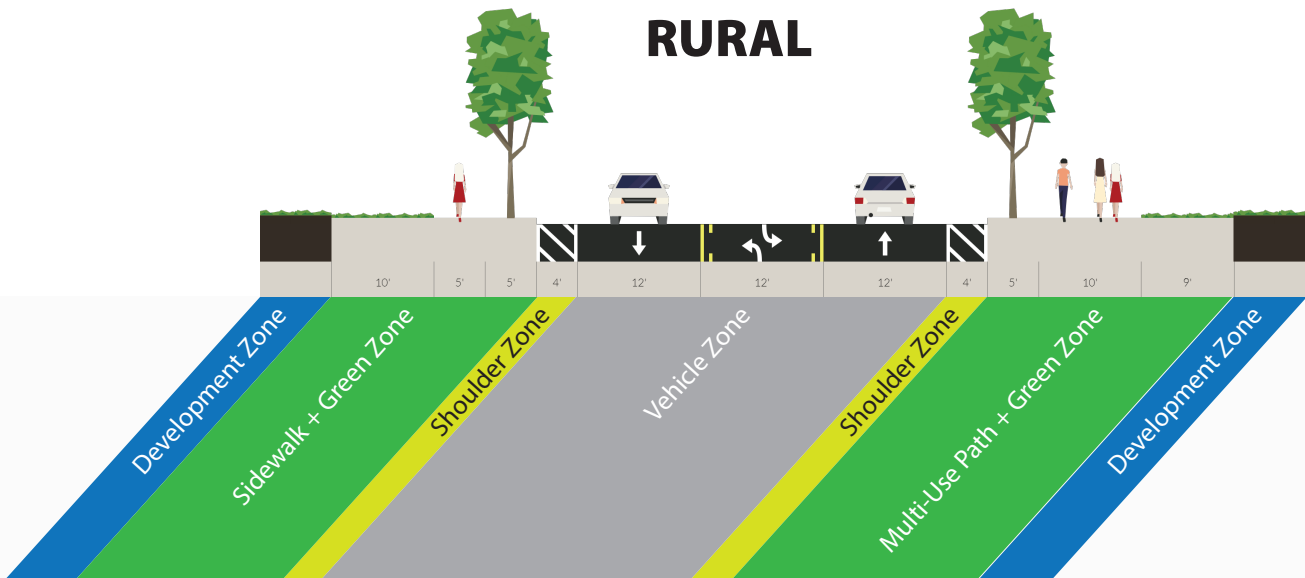 RURAL
10'
5'
5'
4'
12'
12'
12'
4'
5'
10'
9'
Development Zone
Sidewalk + Green Zone
Shoulder Zone
Vehicle Zone
Shoulder Zone
Multi-Use Path + Green Zone
Development Zone